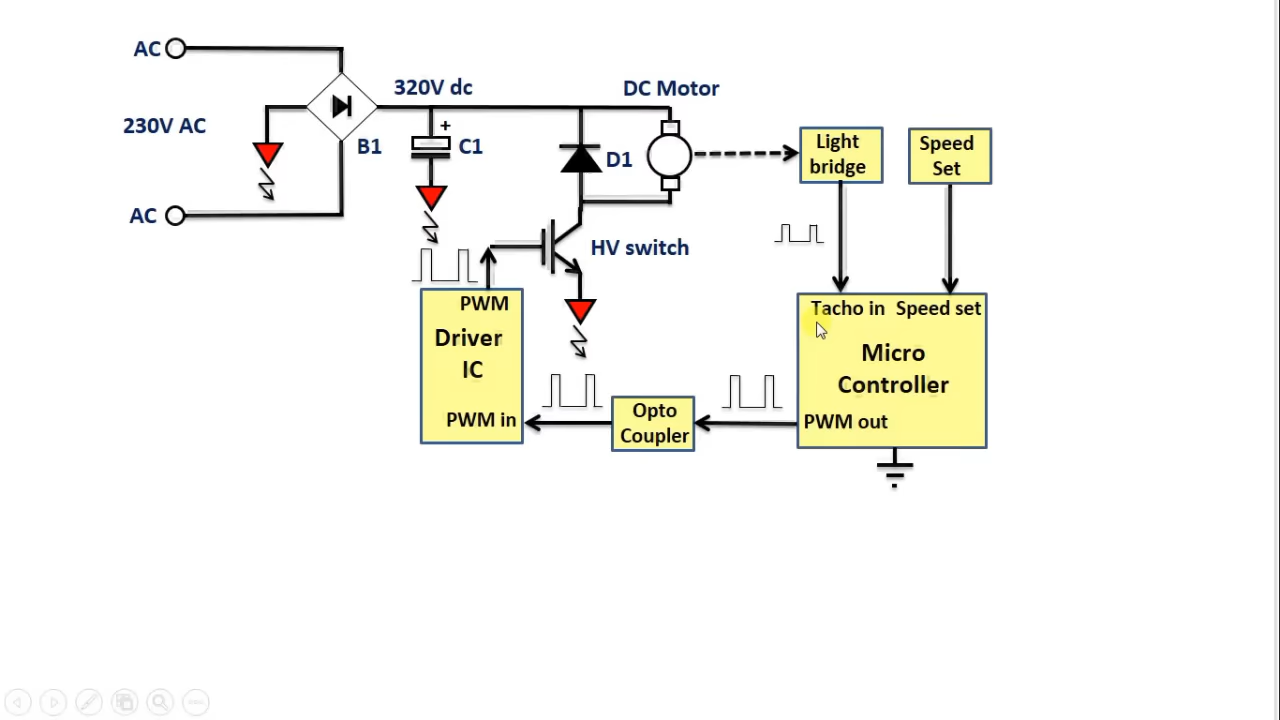 AC
320V dc
DC Motor
230V AC
+
B1
C1
D1
Light
bridge
Speed
Set
AC
HV switch
PWM
Driver
IC
PWM in
Opto
Coupler
Tacho in
Speed set
Micro
Controller
PWM out